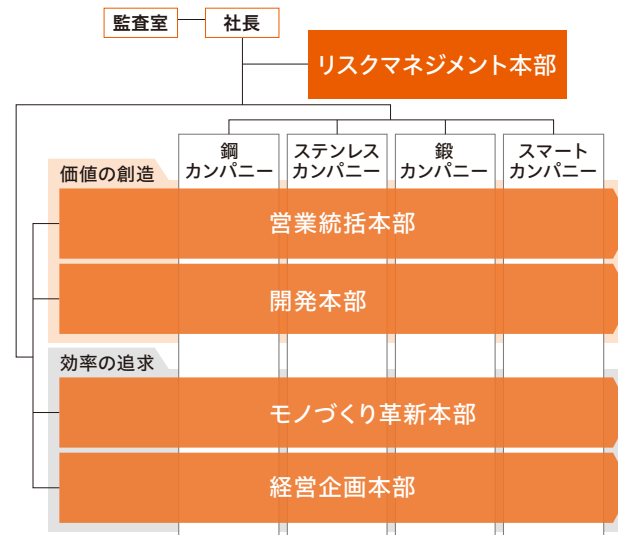 監査室
社長
リスクマネジメント本部
鋼
カンパニー
ステンレス
カンパニー
鍛
カンパニー
スマート
カンパニー
価値の創造
営業統括本部
開発本部
効率の追求
モノづくり革新本部
経営企画本部